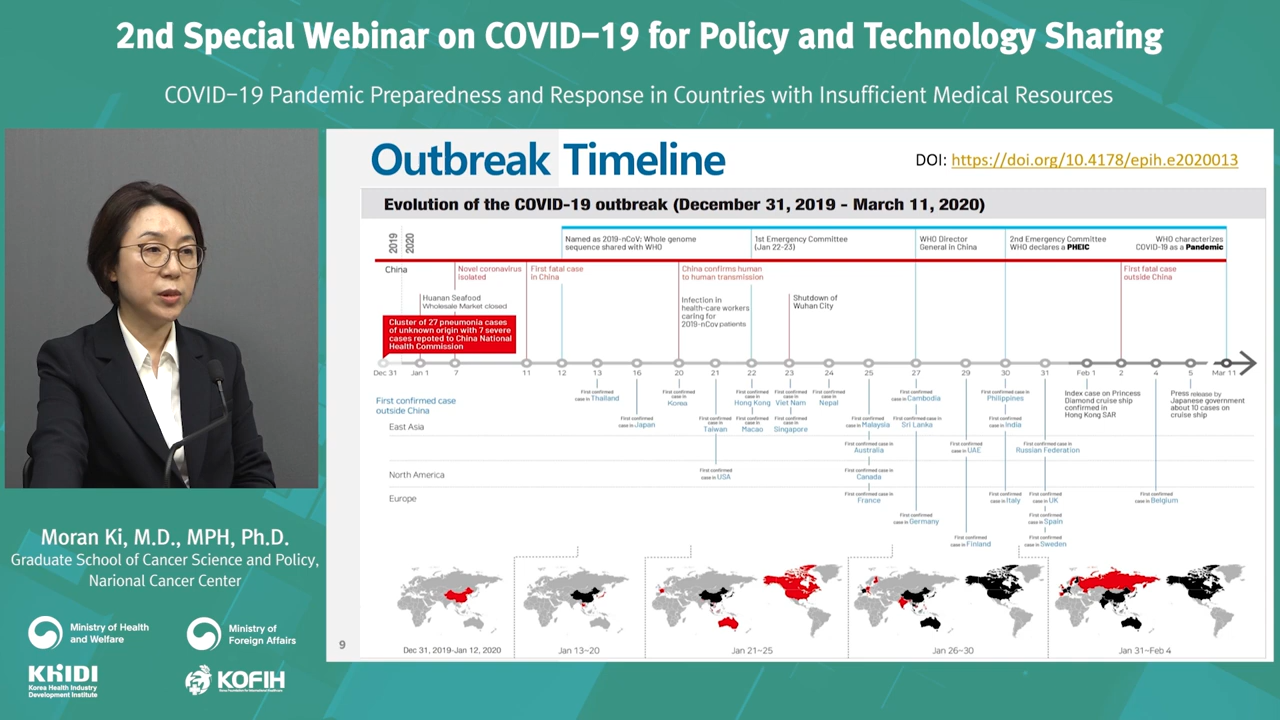 2nd Special Webinar on COVID-19 for Policy and Technology Sharing
COVID-19 Pandemic Preparedness and Response in Countries with Insufficient Medical Resources
Outbreak Timeline
DOI: https://doi.org/10.4178/epih.e2020013
Evolution of the COVID-19 outbreak (December 31, 2019 - March 11, 2020)
2019
2020
Named as 2019-nCoV: Whole genome
sequence shared with WHO
1st Emergency Committee
(Jan 22-23)
WHO Director
General in China
2nd Emergency Committee
WHO declares a PHEIC
WHO characterizes
COVID-19 as a Pandemic
China
Novel coronavirus
isolated
First fatal case
in China
China confirms human
to human transmission
First fatal case
outside China
Huanan Seafood
Wholesale Market closed
Infection in
health-care workers
caring for
2019-nCov patients
Shutdown of
Wuhan City
Cluster of 27 pneumonia cases
of unknown origin with 7 severe
cases repoted to China National
Health Commission
Dec 31
Jan 1
7
11
12
13
16
20
21
22
23
24
25
27
29
30
31
Feb 1
2
4
5
Mar 11
First confirmed case
outside China
East Asia
First confirmed
case in Thailand
First confirmed
case in Japan
First confirmed
case in
Korea
First confirmed
case in
Taiwan
First confirmed
case in
Hong Kong
First confirmed
case in
Macao
First confirmed
case in
Viet Nam
First confirmed
case in
Singapore
First confirmed
case in
Nepal
First confirmed
case in Malaysia
First confirmed case in
Australia
First confirmed
case in Cambodia
First confirmed case in
Sri Lanka
First confirmed
case in UAE
First confirmed case in
Philippines
First confirmed
case in India
First confirmed case in
Russian Federation
Index case on Princess
Diamond cruise ship
confirmed in
Hong Kong SAR
Press release by
Japanese government
about 10 cases on
cruise ship
North America
First confirmed
case in USA
First confirmed case in
Canada
Europe
First confirmed case in
France
First confirmed
case in Germany
First confirmed
case in Finland
First confirmed
case in Italy
First confirmed
case in UK
First confirmed
case in Spain
First confirmed
case in Sweden
First confirmed
case in Belgium
Dec 31, 2019-Jan 12, 2020
Jan 13~20
Jan 21~25
Jan 26~30
Jan 31~Feb 4
9
Moran Ki, M.D., MPH, Ph.D.
Graduate School of Cancer Science and Policy,
Narional Cancer Center
Ministry of Health
and Welfare
Ministry of
Foreign Affairs
KHIDI
Korea Health Industry
Development Institute
KOFIH
Korea Foundation for International Healthcare